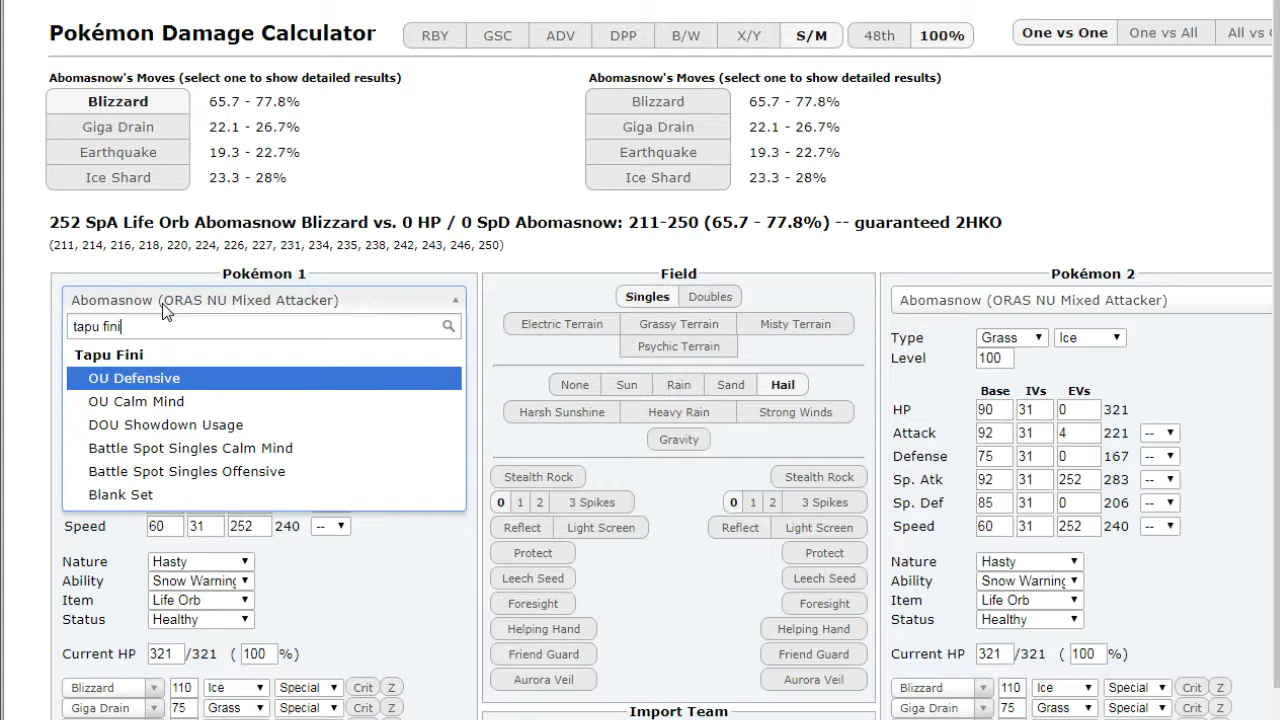 Pokémon Damage Calculator
RBY GSC ADV DPP B/W X/Y S/M 48th 100% One vs One One vs All All vs
Abomasnow's Moves (select one to show detailed results) Abomasnow's Moves (select one to show detailed results)
Blizzard 65.7 - 77.8% Blizzard 65.7 - 77.8%
Giga Drain 22.1 - 26.7% Giga Drain 22.1 - 26.7%
Earthquake 19.3 - 22.7% Earthquake 19.3 - 22.7%
Ice Shard 23.3 - 28% Ice Shard 23.3 - 28%
252 SpA Life Orb Abomasnow Blizzard vs. 0 HP / 0 SpD Abomasnow: 211-250 (65.7 - 77.8%) -- guaranteed 2HKO
(211, 214, 216, 218, 220, 224, 226, 227, 231, 234, 235, 238, 242, 243, 246, 250)
Pokémon 1
Abomasnow (ORAS NU Mixed Attacker)
tapu fini
Tapu Fini
OU Defensive
OU Calm Mind
DOU Showdown Usage
Battle Spot Singles Calm Mind
Battle Spot Singles Offensive
Blank Set
Speed 60 31 252 240 --
Nature Hasty
Ability Snow Warning
Item Life Orb
Status Healthy
Current HP 321 /321 ( 100 %)
Blizzard 110 Ice Special Crit Z
Giga Drain 75 Grass Special Crit Z
Field
Singles Doubles
Electric Terrain Grassy Terrain Misty Terrain
Psychic Terrain
None Sun Rain Sand Hail
Harsh Sunshine Heavy Rain Strong Winds
Gravity
Stealth Rock Stealth Rock
0 1 2 3 Spikes 0 1 2 3 Spikes
Reflect Light Screen Reflect Light Screen
Protect Protect
Leech Seed Leech Seed
Foresight Foresight
Helping Hand Helping Hand
Friend Guard Friend Guard
Aurora Veil Aurora Veil
Import Team
Pokémon 2
Abomasnow (ORAS NU Mixed Attacker)
Type Grass Ice
Level 100
Base IVs EVs
HP 90 31 0 321
Attack 92 31 4 221 --
Defense 75 31 0 167 --
Sp. Atk 92 31 252 283 --
Sp. Def 85 31 0 206 --
Speed 60 31 252 240 --
Nature Hasty
Ability Snow Warning
Item Life Orb
Status Healthy
Current HP 321 /321 ( 100 %)
Blizzard 110 Ice Special Crit Z
Giga Drain 75 Grass Special Crit Z